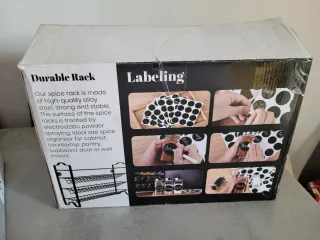 Durable Rack
Our spice rack is made
of high-quality alloy
steel, strong and stable.
The surface of the spice
racks is treated by
electrostatic powder
spraying. Ideal size spice
organizer for cabinet,
countertop, pantry,
cupboard, door or wall
mount.
Labeling